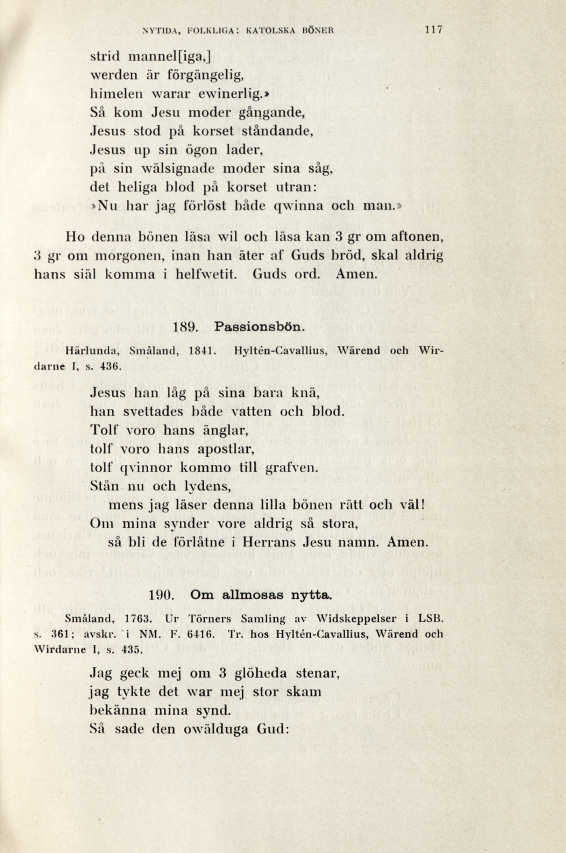 NYTIDA, FOLKLIGA: KATOLSKA BÖNER 117
strid mannel[iga,]
werden är förgängelig,
himelen warar ewinerlig.»
Så kom Jesu moder gångande,
Jesus stod på korset ståndande,
Jesus up sin ögon lader,
på sin wälsignade moder sina såg,
det heliga blod på korset utran:
»Nu har jag förlöst både qwinna och man.»
Ho denna bönen läsa wil och läsa kan 3 gr om aftonen,
3 gr om morgonen, inan han äter af Guds bröd, skal aldrig
hans siäl komma i helfwetit. Guds ord. Amen.
189. Passionsbön.
Härlunda, Småland, 1841. Hyltén-Cavallius, Wärend och Wir-
darne I, s. 436.
Jesus han låg på sina bara knä,
han svettades både vatten och blod.
Tolf voro hans änglar,
tolf voro hans apostlar,
tolf qvinnor kommo till grafven.
Stån nu och lydens,
mens jag läser denna lilla bönen rätt och väl!
Om mina synder vore aldrig så stora,
så bli de förlåtne i Herrans Jesu namn. Amen.
190. Om allmosas nytta.
Småland, 1763. Ur Törners Samling av Widskeppelser i LSB.
s. 361; avskr. i NM. F. 6416. Tr. hos Hyltén-Cavallius, Wärend och
Wirdarne I, s. 435.
Jag geck mej om 3 glöheda stenar,
jag tykte det war mej stor skam
bekänna mina synd.
Så sade den owälduga Gud: